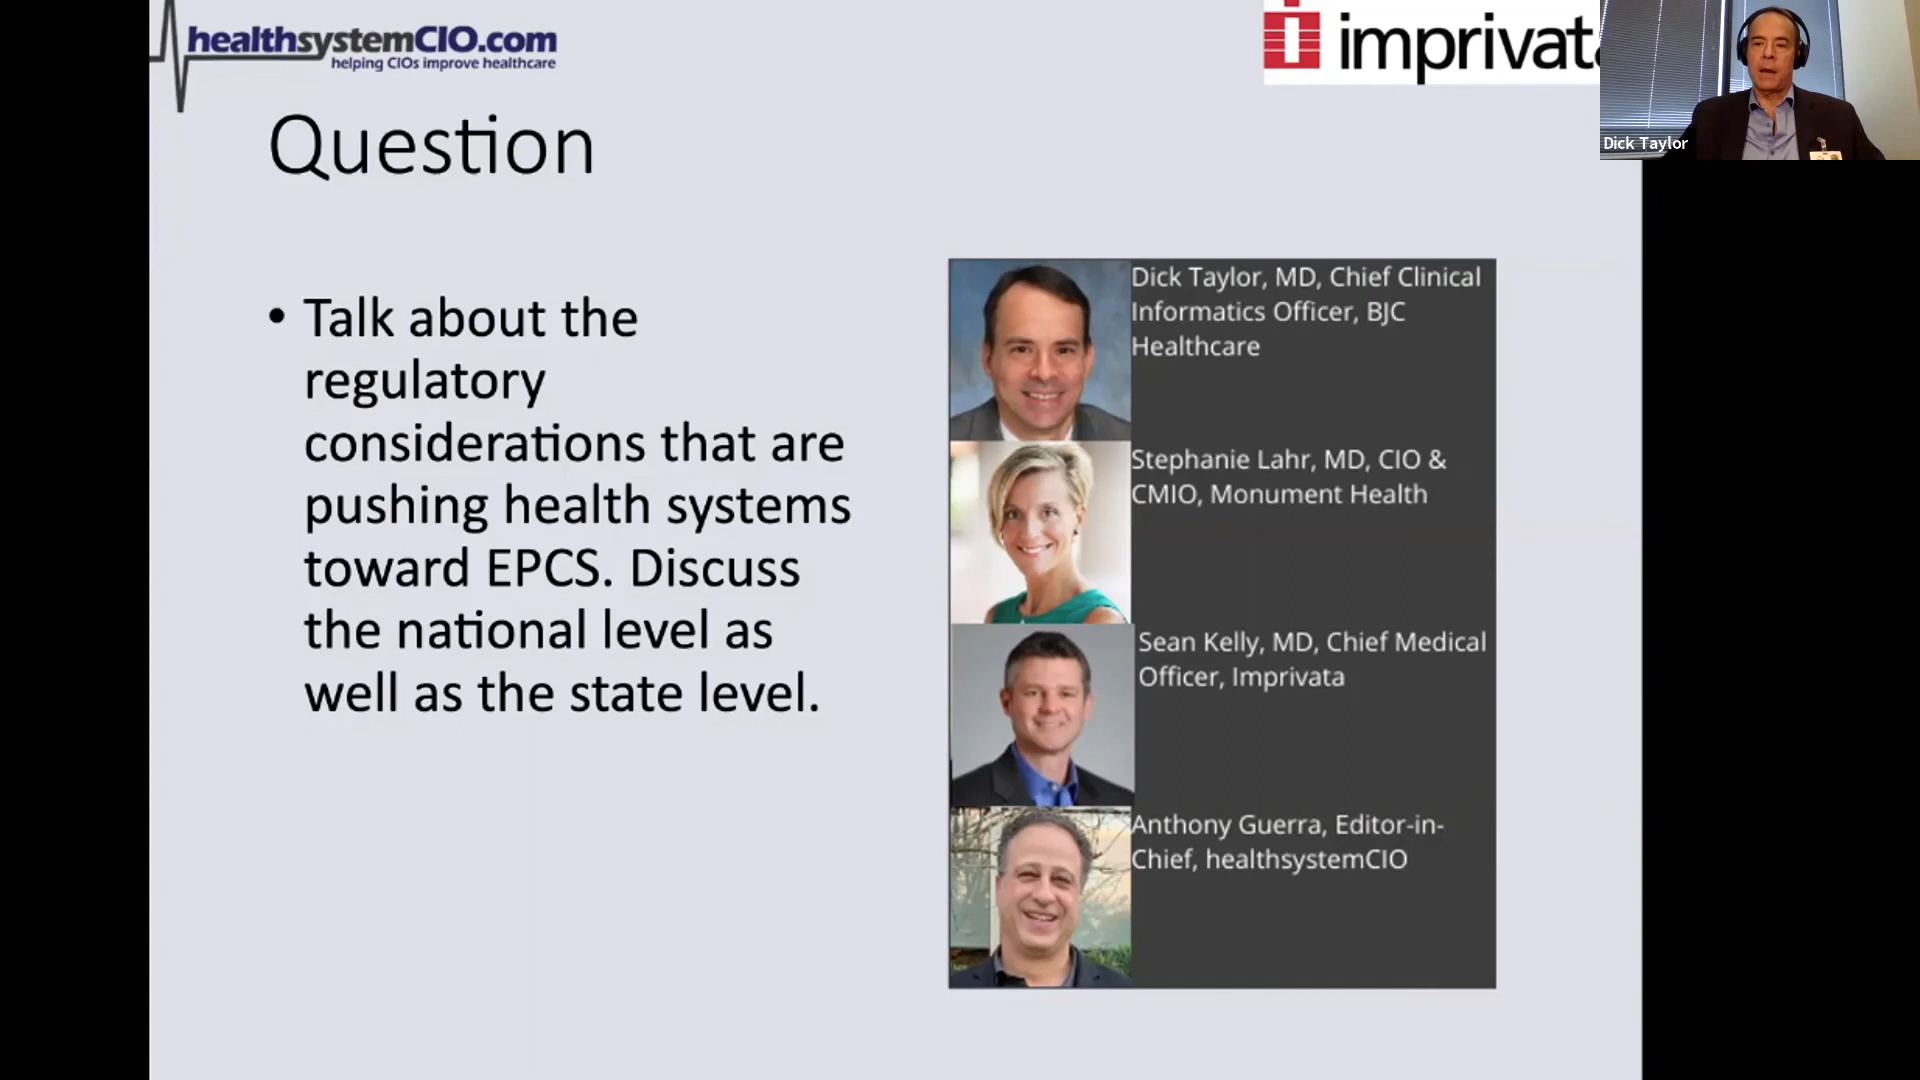 healthsystemCIO.com
helping CIOs improve healthcare
imprivata
Dick Taylor
Question
• Talk about the
regulatory
considerations that are
pushing health systems
toward EPCS. Discuss
the national level as
well as the state level.
Dick Taylor, MD, Chief Clinical
Informatics Officer, BJC
Healthcare
Stephanie Lahr, MD, CIO &
CMIO, Monument Health
Sean Kelly, MD, Chief Medical
Officer, Imprivata
Anthony Guerra, Editor-in-
Chief, healthsystemCIO